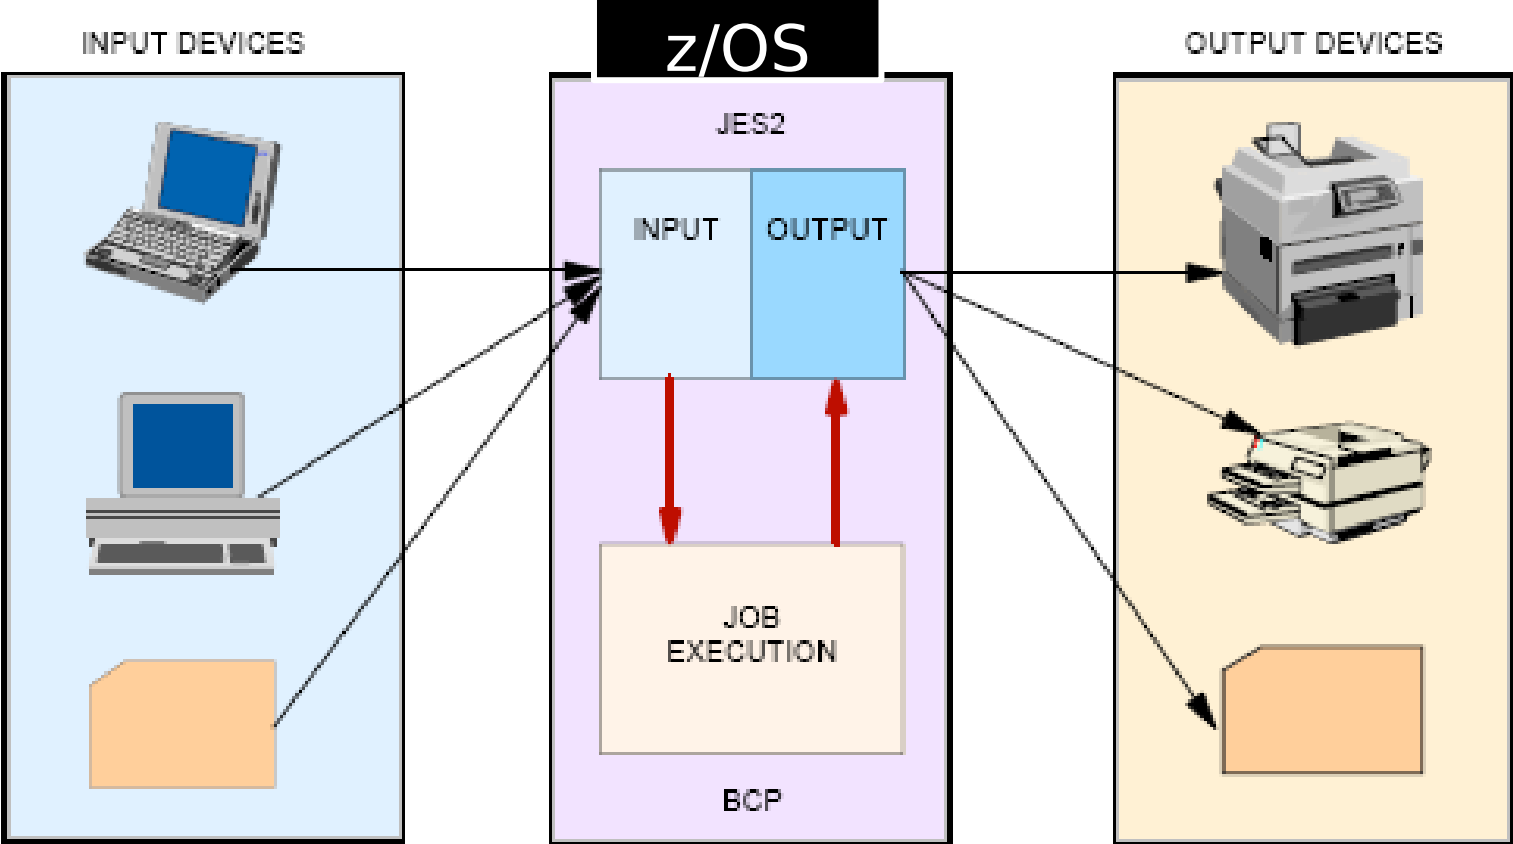 INPUT DEVICES
z/OS
OUTPUT DEVICES
JES2
INPUT
OUTPUT
JOB
EXECUTION
BCP